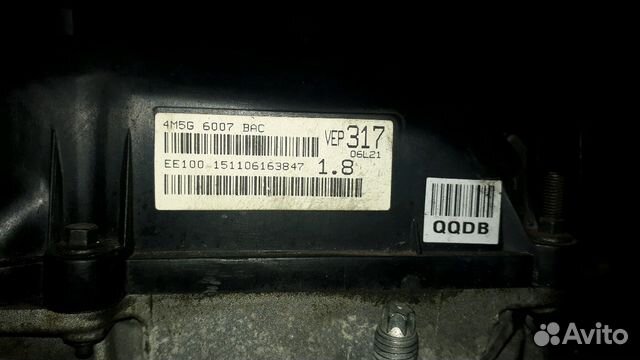 4M5G 6007 BAC
VEP 317
06L21
EE100 151106163847 1.8
QQDB
Avito